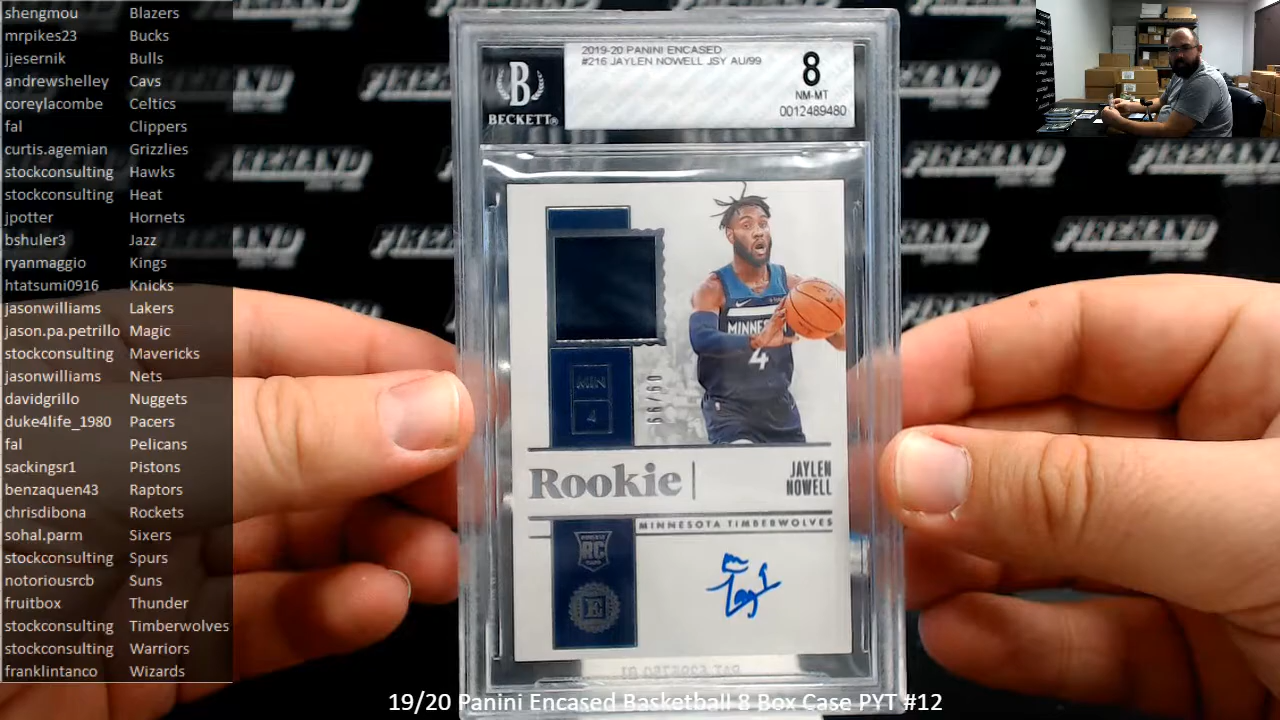 shengmou Blazers
mrpikes23 Bucks
jjesernik Bulls
andrewshelley Cavs
coreylacombe Celtics
fal Clippers
curtis.agemian Grizzlies
stockconsulting Hawks
stockconsulting Heat
jpotter Hornets
bshuler3 Jazz
ryanmaggio Kings
htatsumi0916 Knicks
jasonwilliams Lakers
jason.pa.petrillo Magic
stockconsulting Mavericks
jasonwilliams Nets
davidgrillo Nuggets
duke4life_1980 Pacers
fal Pelicans
sackingsr1 Pistons
benzaquen43 Raptors
chrisdibona Rockets
sohal.parm Sixers
stockconsulting Spurs
notoriousrcb Suns
fruitbox Thunder
stockconsulting Timberwolves
stockconsulting Warriors
franklintanco Wizards
B
BECKETT®
2019-20 PANINI ENCASED
#216 JAYLEN NOWELL JSY AU/99
8
NM-MT
0012489480
MINNE
4
MIN
4
Rookie
JAYLEN
NOWELL
MINNESOTA TIMBERWOLVES
RC
E
FIREHAND
19/20 Panini Encased Basketball 8 Box Case PYT #12